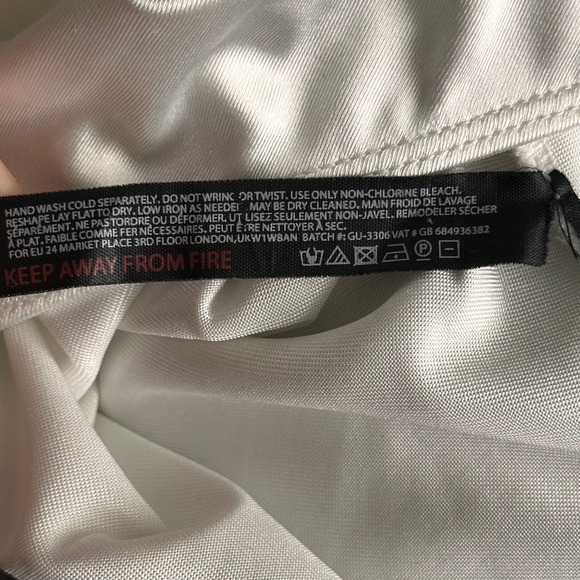 HAND WASH COLD SEPARATELY. DO NOT WRING OR TWIST. USE ONLY NON-CHLORINE BLEACH.
RESHAPE LAY FLAT TO DRY. LOW IRON AS NEEDED MAY BE DRY CLEANED. MAIN FROID DE LAVAGE
SÉPARÉMENT. NE PASTORDRE OU DÉFORMER. UTLISEZ SEULEMENT NON-JAVEL. REMODELER SÉCHER
À PLAT. FAIBLE COMME FER NÉCESSAIRES. PEUT ÊTRE NETTOYER À SEC.
FOR EU 24 MARKET PLACE 3RD FLOOR LONDON,UKW1W8AN BATCH #: GU-3306 VAT # GB 684936382
KEEP AWAY FROM FIRE